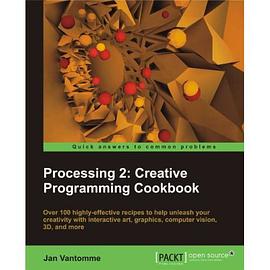 Quick answers to common problems
Processing 2: Creative
Programming Cookbook
Over 100 highly-effective recipes to help unleash your
creativity with interactive art, graphics, computer vision,
3D, and more
Jan Vantomme
PACKT open source
PUBLISHING